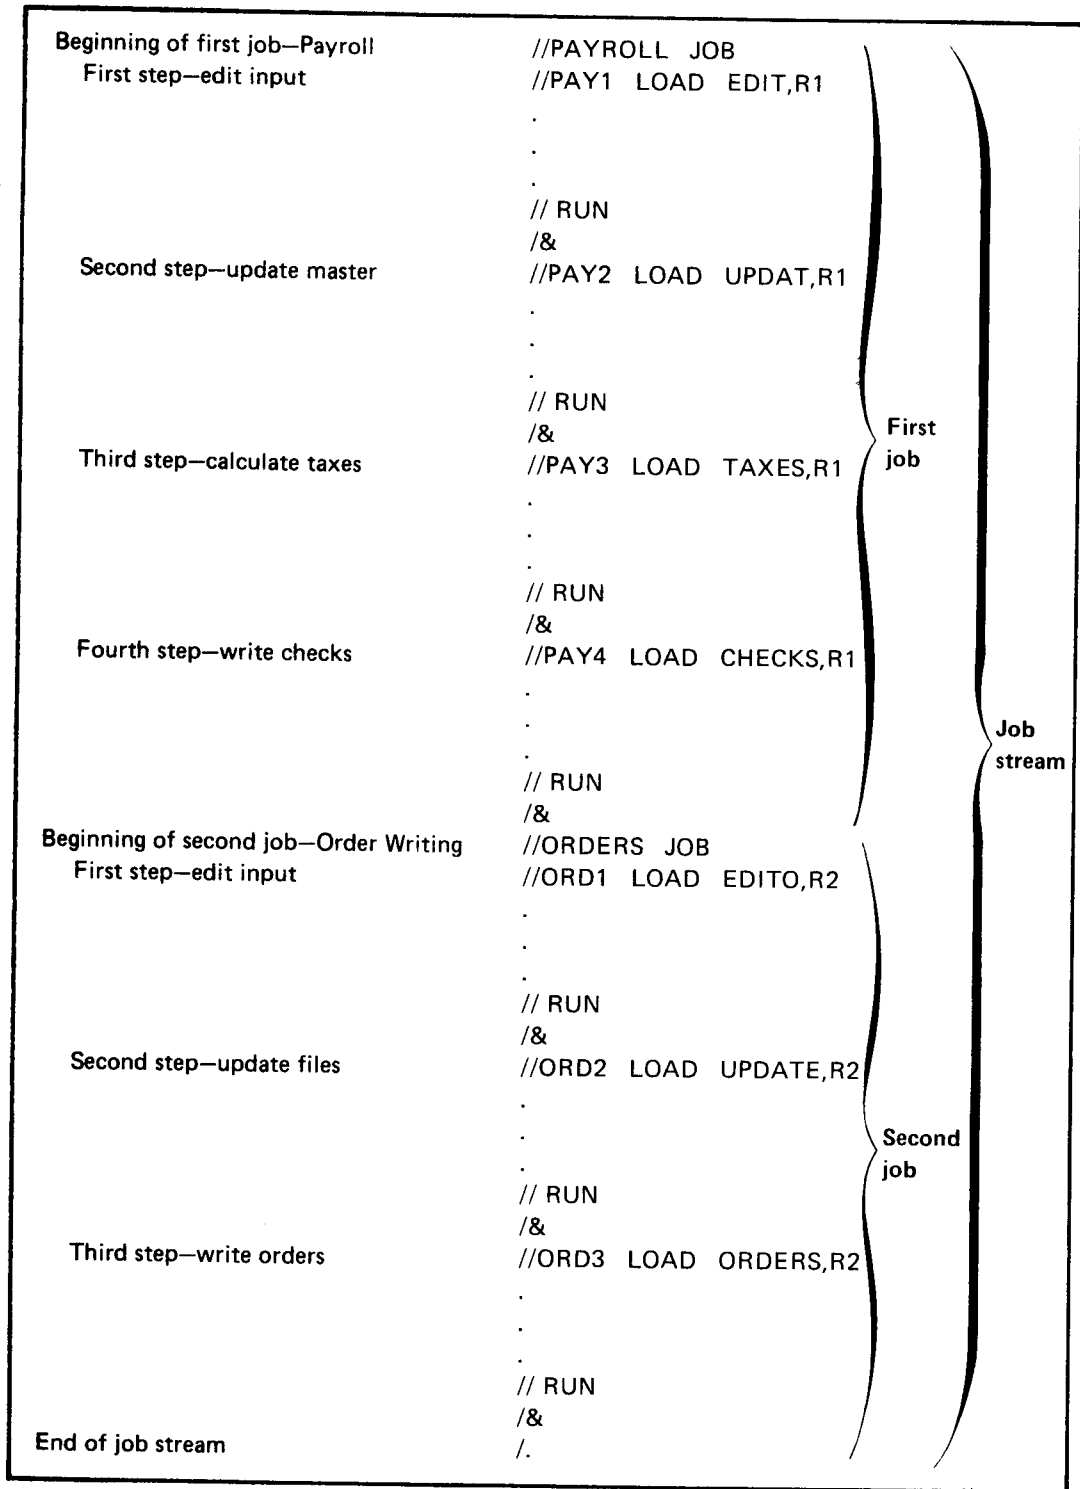 Beginning of first job—Payroll //PAYROLL JOB
First step—edit input //PAY1 LOAD EDIT,R1
.
.
.
// RUN
/&
Second step—update master //PAY2 LOAD UPDAT,R1
.
.
.
// RUN
/&
First
Third step—calculate taxes //PAY3 LOAD TAXES,R1 job
.
.
.
// RUN
/&
Fourth step—write checks //PAY4 LOAD CHECKS,R1
.
.
Job
.
stream
// RUN
/&
Beginning of second job—Order Writing //ORDERS JOB
First step—edit input //ORD1 LOAD EDITO,R2
.
.
.
// RUN
/&
Second step—update files //ORD2 LOAD UPDATE,R2
.
.
Second
.
job
// RUN
/&
Third step—write orders //ORD3 LOAD ORDERS,R2
.
.
.
// RUN
/&
End of job stream /.